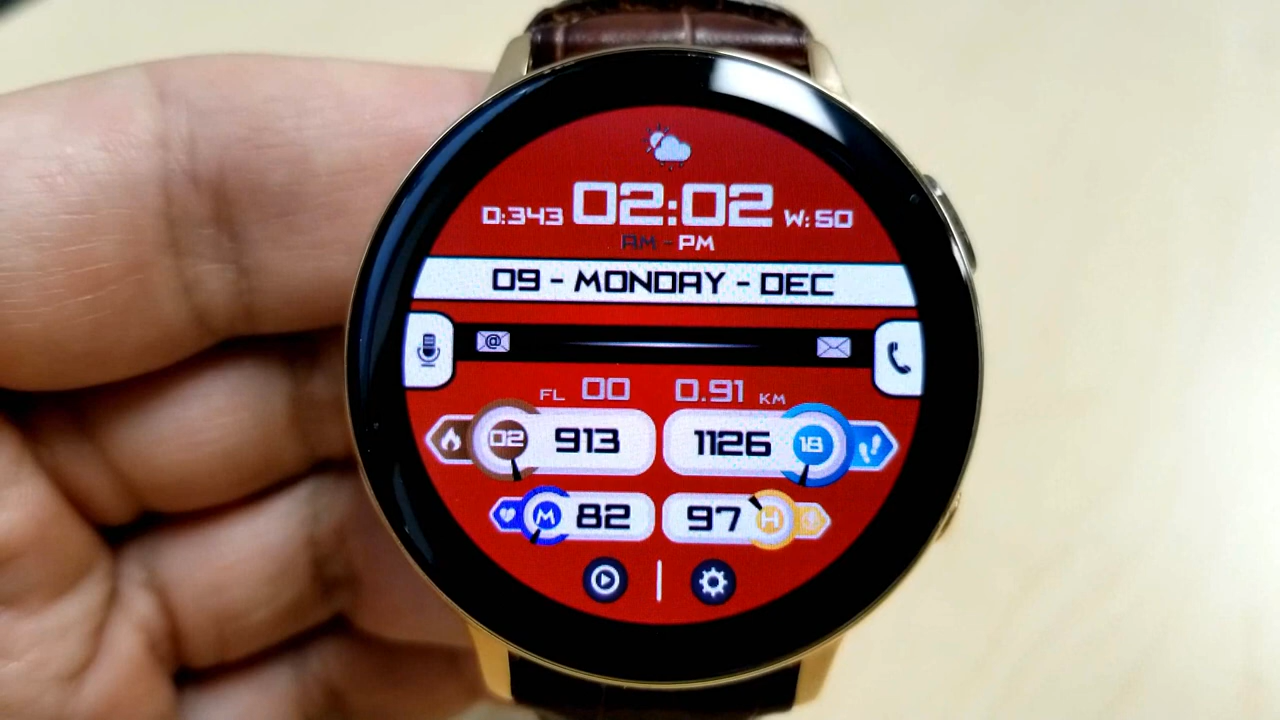 D:343 02:02 W: 50
AM - PM
09 - MONDAY - DEC
@
FL 00 0.91 KM
02 913 1126 18
M 82 97 H